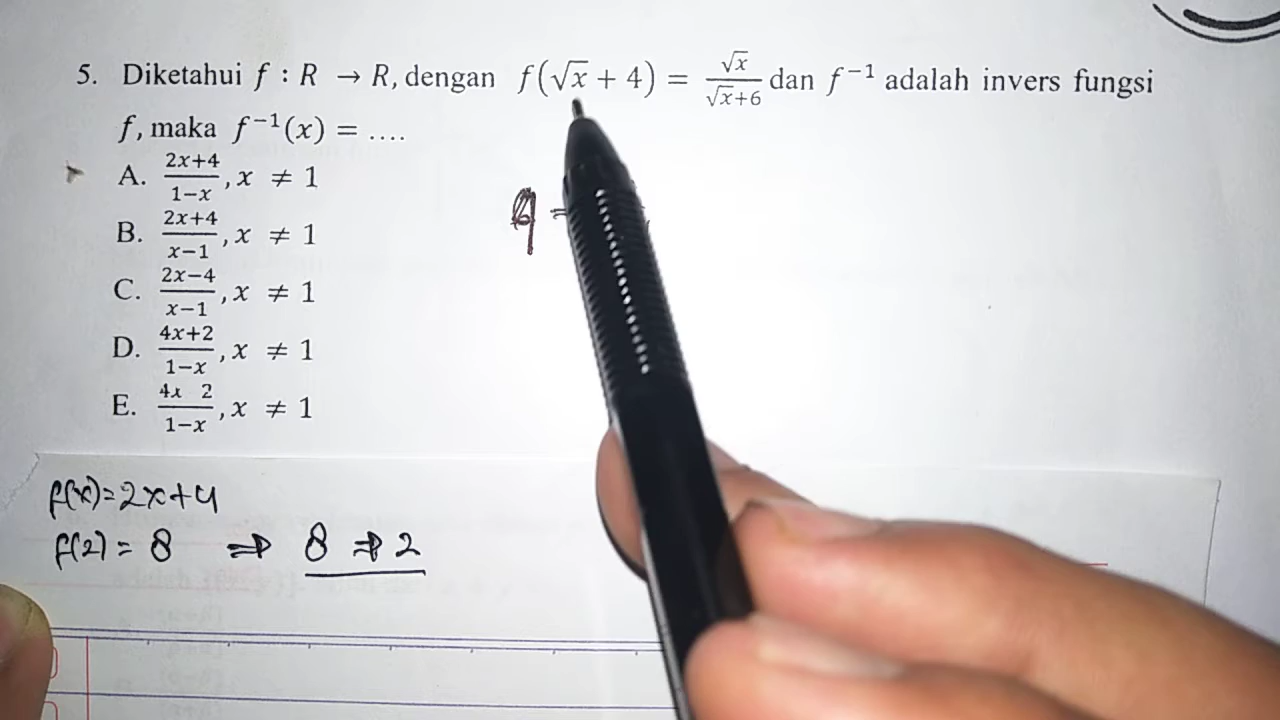 5. Diketahui f : R → R, dengan f(√x + 4) = √x/(√x+6) dan f⁻¹ adalah invers fungsi
f, maka f⁻¹(x) = ....
A. (2x+4)/(1−x), x ≠ 1
B. (2x+4)/(x−1), x ≠ 1
C. (2x−4)/(x−1), x ≠ 1
D. (4x+2)/(1−x), x ≠ 1
E. (4x 2)/(1−x), x ≠ 1
f(x)=2x+4
f(2) = 8 ⇒ 8 ⇒ 2